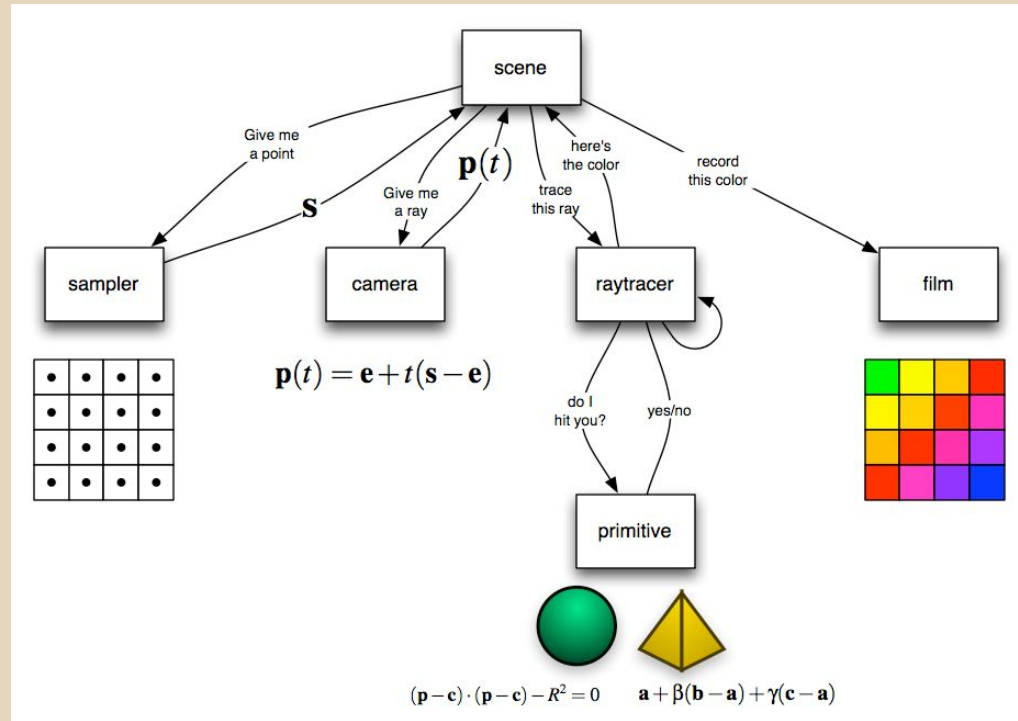 scene
Give me
a point
s
Give me
a ray
p(t)
trace
this ray
here's
the color
record
this color
sampler
camera
raytracer
film
p(t) = e + t(s − e)
do I
hit you?
yes/no
primitive
(p − c) · (p − c) − R² = 0
a + β(b − a) + γ(c − a)